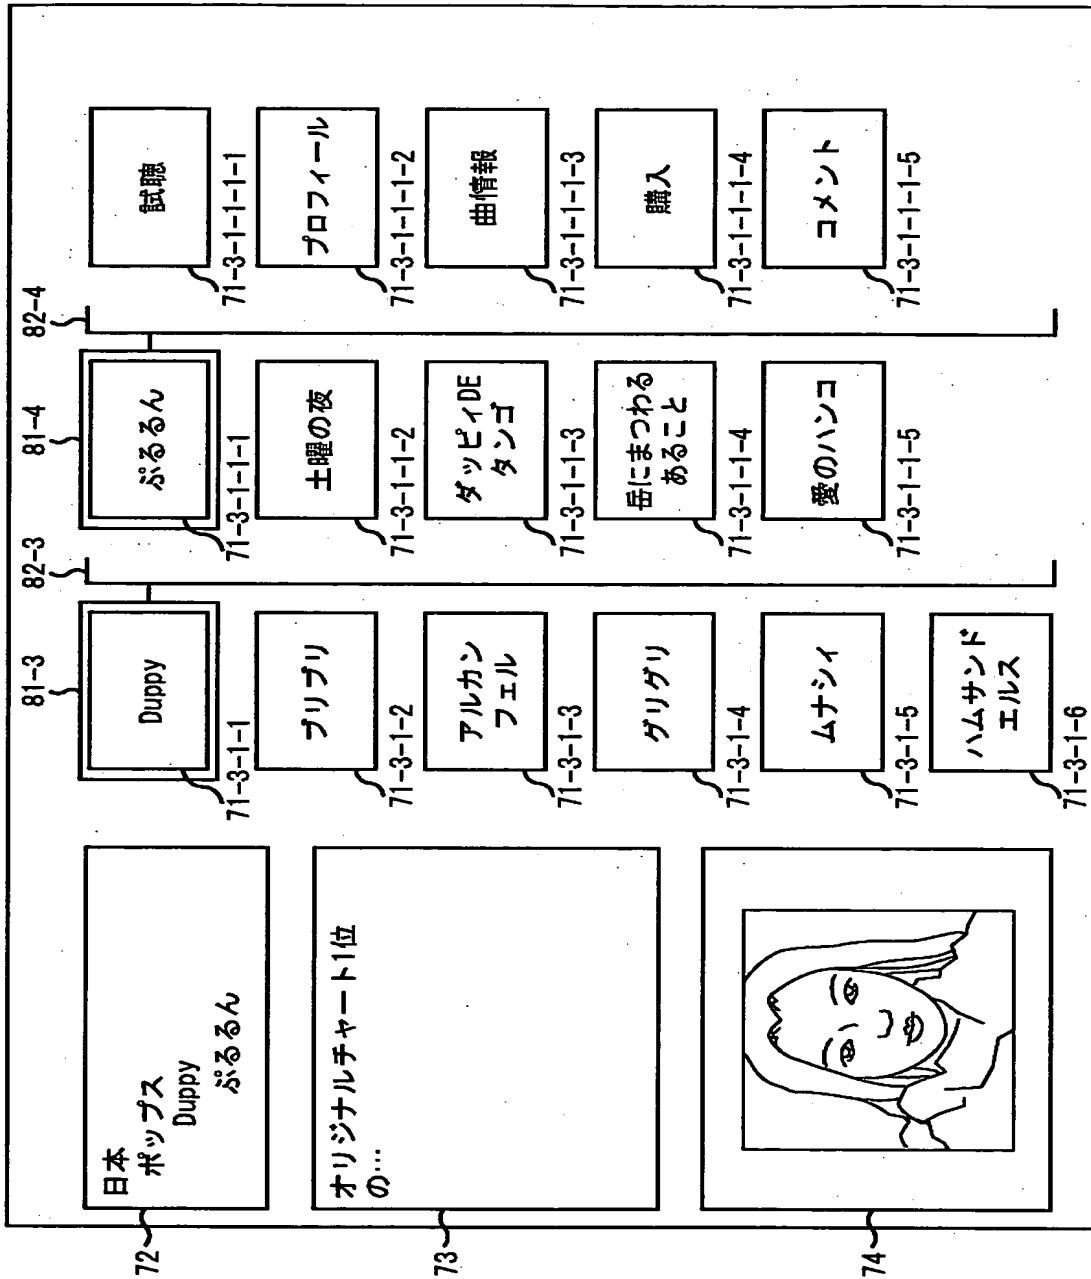 72
日本
ポップス
Duppy
ぷるるん
73
オリジナルチャート1位
の…
74
81-3
Duppy
71-3-1-1
プリプリ
71-3-1-2
アルカン
フェル
71-3-1-3
グリグリ
71-3-1-4
ムナシィ
71-3-1-5
ハムサンド
エルス
71-3-1-6
82-3
81-4
ぷるるん
71-3-1-1-1
土曜の夜
71-3-1-1-2
ダッピィDE
タンゴ
71-3-1-1-3
岳にまつわる
あること
71-3-1-1-4
愛のハンコ
71-3-1-1-5
82-4
試聴
71-3-1-1-1-1
プロフィール
71-3-1-1-1-2
曲情報
71-3-1-1-1-3
購入
71-3-1-1-1-4
コメント
71-3-1-1-1-5